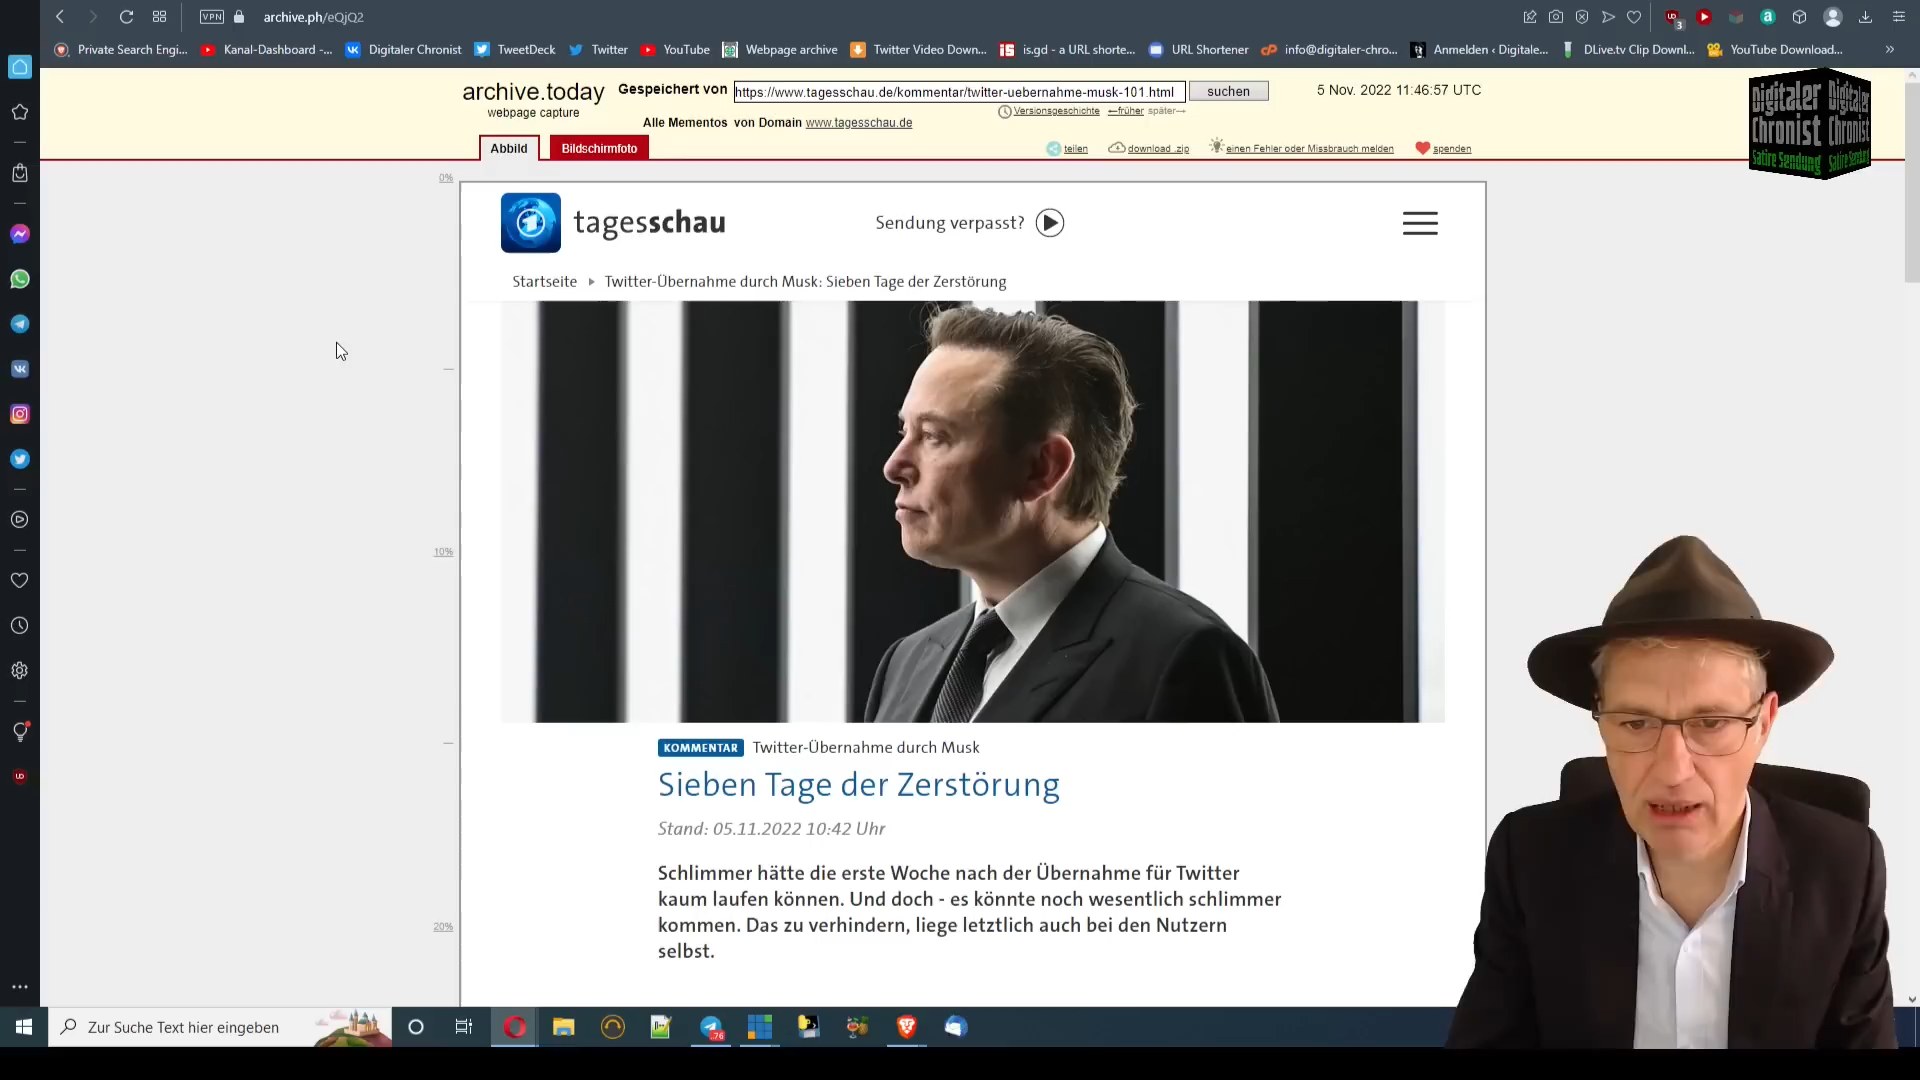 VPN archive.ph/eQjQ2
Private Search Engi... Kanal-Dashboard -... Digitaler Chronist TweetDeck Twitter YouTube Webpage archive Twitter Video Down... is.gd - a URL shorte... URL Shortener info@digitaler-chro... Anmelden ‹ Digitale... DLive.tv Clip Downl... YouTube Download... »
archive.today
webpage capture
Gespeichert von https://www.tagesschau.de/kommentar/twitter-uebernahme-musk-101.html suchen 5 Nov. 2022 11:46:57 UTC
Versionsgeschichte ←früher später→
Alle Mementos von Domain www.tagesschau.de
Abbild Bildschirmfoto
teilen download .zip einen Fehler oder Missbrauch melden spenden
Digitaler Digitaler
Chronist Chronist
Satire Sendung Satire Sendung
0%
tagesschau Sendung verpasst?
Startseite Twitter-Übernahme durch Musk: Sieben Tage der Zerstörung
10%
KOMMENTAR Twitter-Übernahme durch Musk
Sieben Tage der Zerstörung
Stand: 05.11.2022 10:42 Uhr
Schlimmer hätte die erste Woche nach der Übernahme für Twitter
kaum laufen können. Und doch - es könnte noch wesentlich schlimmer
kommen. Das zu verhindern, liege letztlich auch bei den Nutzern
selbst.
20%
Zur Suche Text hier eingeben